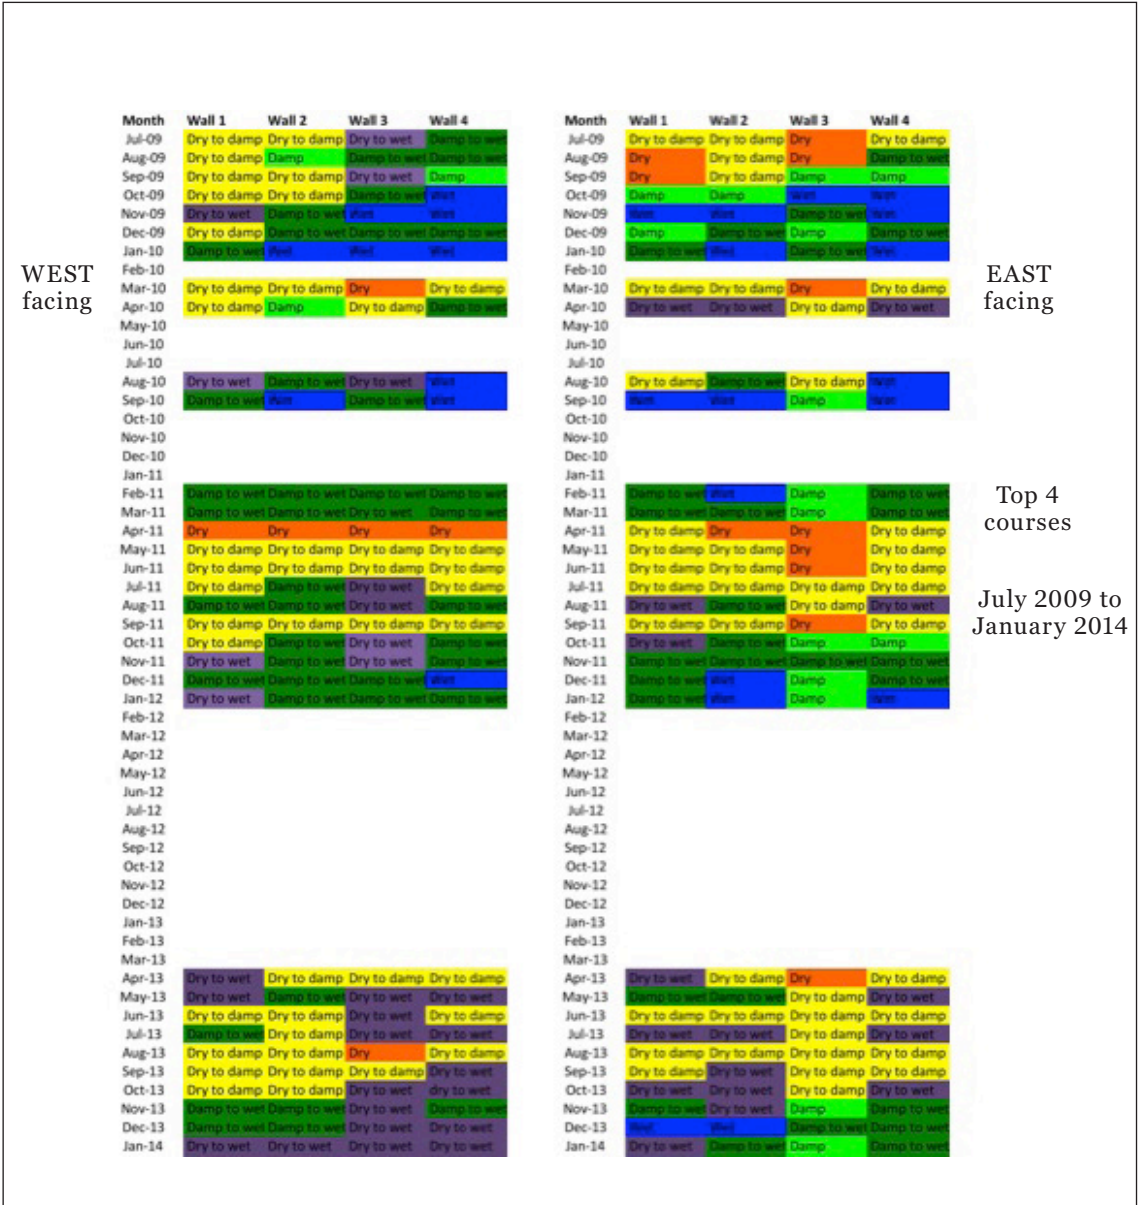 Month Wall 1 Wall 2 Wall 3 Wall 4
Jul-09 Dry to damp Dry to damp Dry to wet Damp to wet
Aug-09 Dry to damp Damp Damp to wet Damp to wet
Sep-09 Dry to damp Dry to damp Dry to wet Damp
Oct-09 Dry to damp Dry to damp Damp to wet Wet
Nov-09 Dry to wet Damp to wet Wet Wet
Dec-09 Dry to damp Damp to wet Damp to wet Damp to wet
Jan-10 Damp to wet Wet Wet Wet
Feb-10
Mar-10 Dry to damp Dry to damp Dry Dry to damp
Apr-10 Dry to damp Damp Dry to damp Damp to wet
May-10
Jun-10
Jul-10
Aug-10 Dry to wet Damp to wet Dry to wet Wet
Sep-10 Damp to wet Wet Damp to wet Wet
Oct-10
Nov-10
Dec-10
Jan-11
Feb-11 Damp to wet Damp to wet Damp to wet Damp to wet
Mar-11 Damp to wet Damp to wet Dry to wet Damp to wet
Apr-11 Dry Dry Dry Dry
May-11 Dry to damp Dry to damp Dry to damp Dry to damp
Jun-11 Dry to damp Dry to damp Dry to damp Dry to damp
Jul-11 Dry to damp Damp to wet Dry to wet Dry to damp
Aug-11 Damp to wet Damp to wet Dry to wet Damp to wet
Sep-11 Dry to damp Dry to damp Dry to damp Dry to damp
Oct-11 Dry to damp Damp to wet Dry to wet Damp to wet
Nov-11 Dry to wet Damp to wet Dry to wet Damp to wet
Dec-11 Damp to wet Damp to wet Damp to wet Wet
Jan-12 Dry to wet Damp to wet Damp to wet Damp to wet
Feb-12
Mar-12
Apr-12
May-12
Jun-12
Jul-12
Aug-12
Sep-12
Oct-12
Nov-12
Dec-12
Jan-13
Feb-13
Mar-13
Apr-13 Dry to wet Dry to damp Dry to damp Dry to damp
May-13 Dry to wet Damp to wet Dry to wet Dry to wet
Jun-13 Dry to damp Dry to damp Dry to wet Dry to damp
Jul-13 Damp to wet Dry to damp Dry to wet Dry to wet
Aug-13 Dry to damp Dry to damp Dry Dry to damp
Sep-13 Dry to damp Dry to damp Dry to damp Dry to wet
Oct-13 Dry to damp Dry to damp Dry to wet dry to wet
Nov-13 Damp to wet Damp to wet Dry to wet Damp to wet
Dec-13 Damp to wet Damp to wet Dry to wet Dry to wet
Jan-14 Dry to wet Dry to wet Dry to wet Dry to wet
WEST
facing
Month Wall 1 Wall 2 Wall 3 Wall 4
Jul-09 Dry to damp Dry to damp Dry Dry to damp
Aug-09 Dry Dry to damp Dry Damp to wet
Sep-09 Dry Dry to damp Damp Damp
Oct-09 Damp Damp Wet Wet
Nov-09 Wet Wet Damp to wet Wet
Dec-09 Damp Damp to wet Damp Damp to wet
Jan-10 Damp to wet Wet Damp to wet Wet
Feb-10
Mar-10 Dry to damp Dry to damp Dry Dry to damp
Apr-10 Dry to wet Dry to wet Dry to damp Dry to wet
May-10
Jun-10
Jul-10
Aug-10 Dry to damp Damp to wet Dry to damp Wet
Sep-10 Wet Wet Damp Wet
Oct-10
Nov-10
Dec-10
Jan-11
Feb-11 Damp to wet Wet Damp Damp to wet
Mar-11 Damp to wet Damp to wet Damp Damp to wet
Apr-11 Dry to damp Dry Dry Dry to damp
May-11 Dry to damp Dry to damp Dry Dry to damp
Jun-11 Dry to damp Dry to damp Dry Dry to damp
Jul-11 Dry to damp Dry to damp Dry to damp Dry to damp
Aug-11 Dry to wet Damp to wet Dry to damp Dry to wet
Sep-11 Dry to damp Dry to damp Dry Dry to damp
Oct-11 Dry to wet Damp to wet Damp Damp
Nov-11 Damp to wet Damp to wet Damp to wet Damp to wet
Dec-11 Damp to wet Wet Damp Damp to wet
Jan-12 Damp to wet Wet Damp Wet
Feb-12
Mar-12
Apr-12
May-12
Jun-12
Jul-12
Aug-12
Sep-12
Oct-12
Nov-12
Dec-12
Jan-13
Feb-13
Mar-13
Apr-13 Dry to wet Dry to damp Dry Dry to damp
May-13 Damp to wet Damp to wet Dry to damp Dry to wet
Jun-13 Dry to damp Dry to damp Dry to damp Dry to damp
Jul-13 Dry to wet Dry to wet Dry to damp Dry to wet
Aug-13 Dry to damp Dry to damp Dry to damp Dry to damp
Sep-13 Dry to damp Dry to wet Dry to damp Dry to damp
Oct-13 Dry to wet Dry to wet Dry to damp Dry to wet
Nov-13 Damp to wet Dry to wet Damp Damp to wet
Dec-13 Wet Wet Damp to wet Damp to wet
Jan-14 Dry to wet Damp to wet Damp Damp to wet
EAST
facing
Top 4
courses
July 2009 to
January 2014